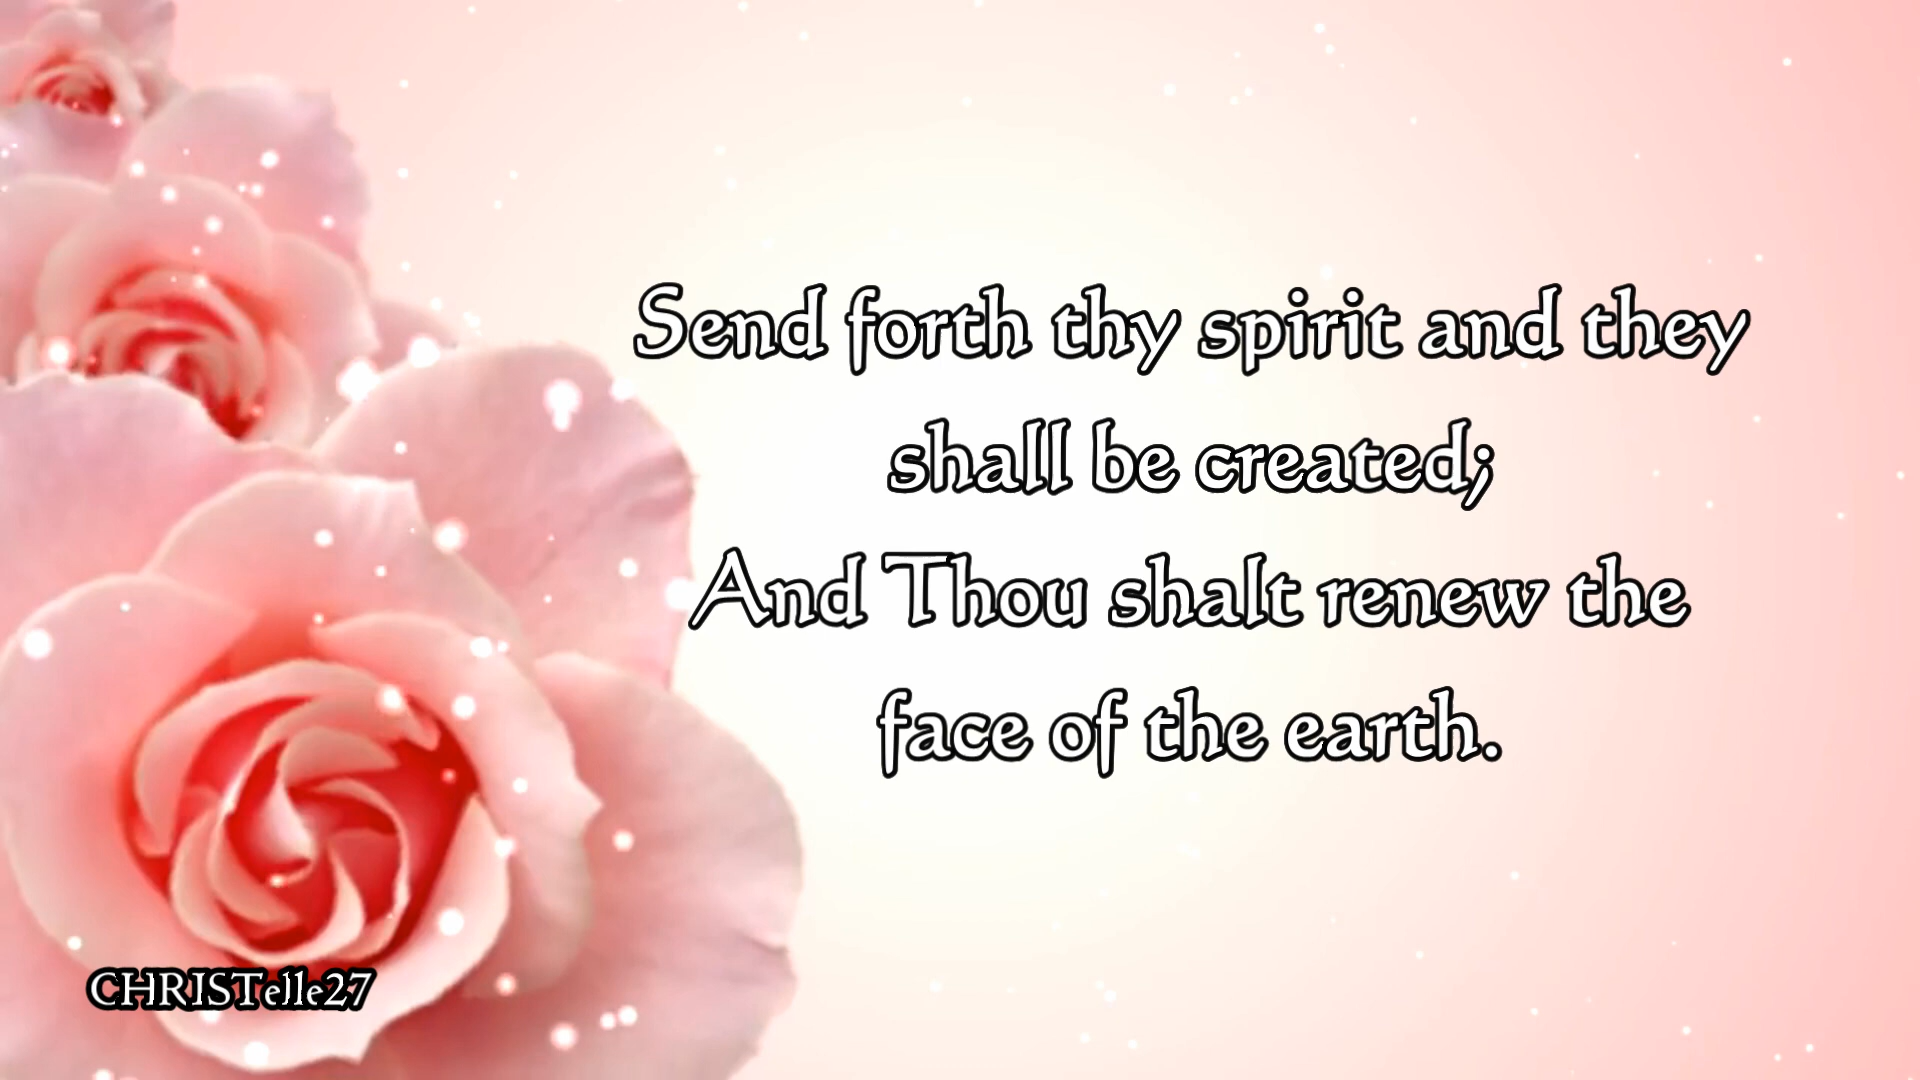 Send forth thy spirit and they
shall be created;
And Thou shalt renew the
face of the earth.
CHRISTelle27